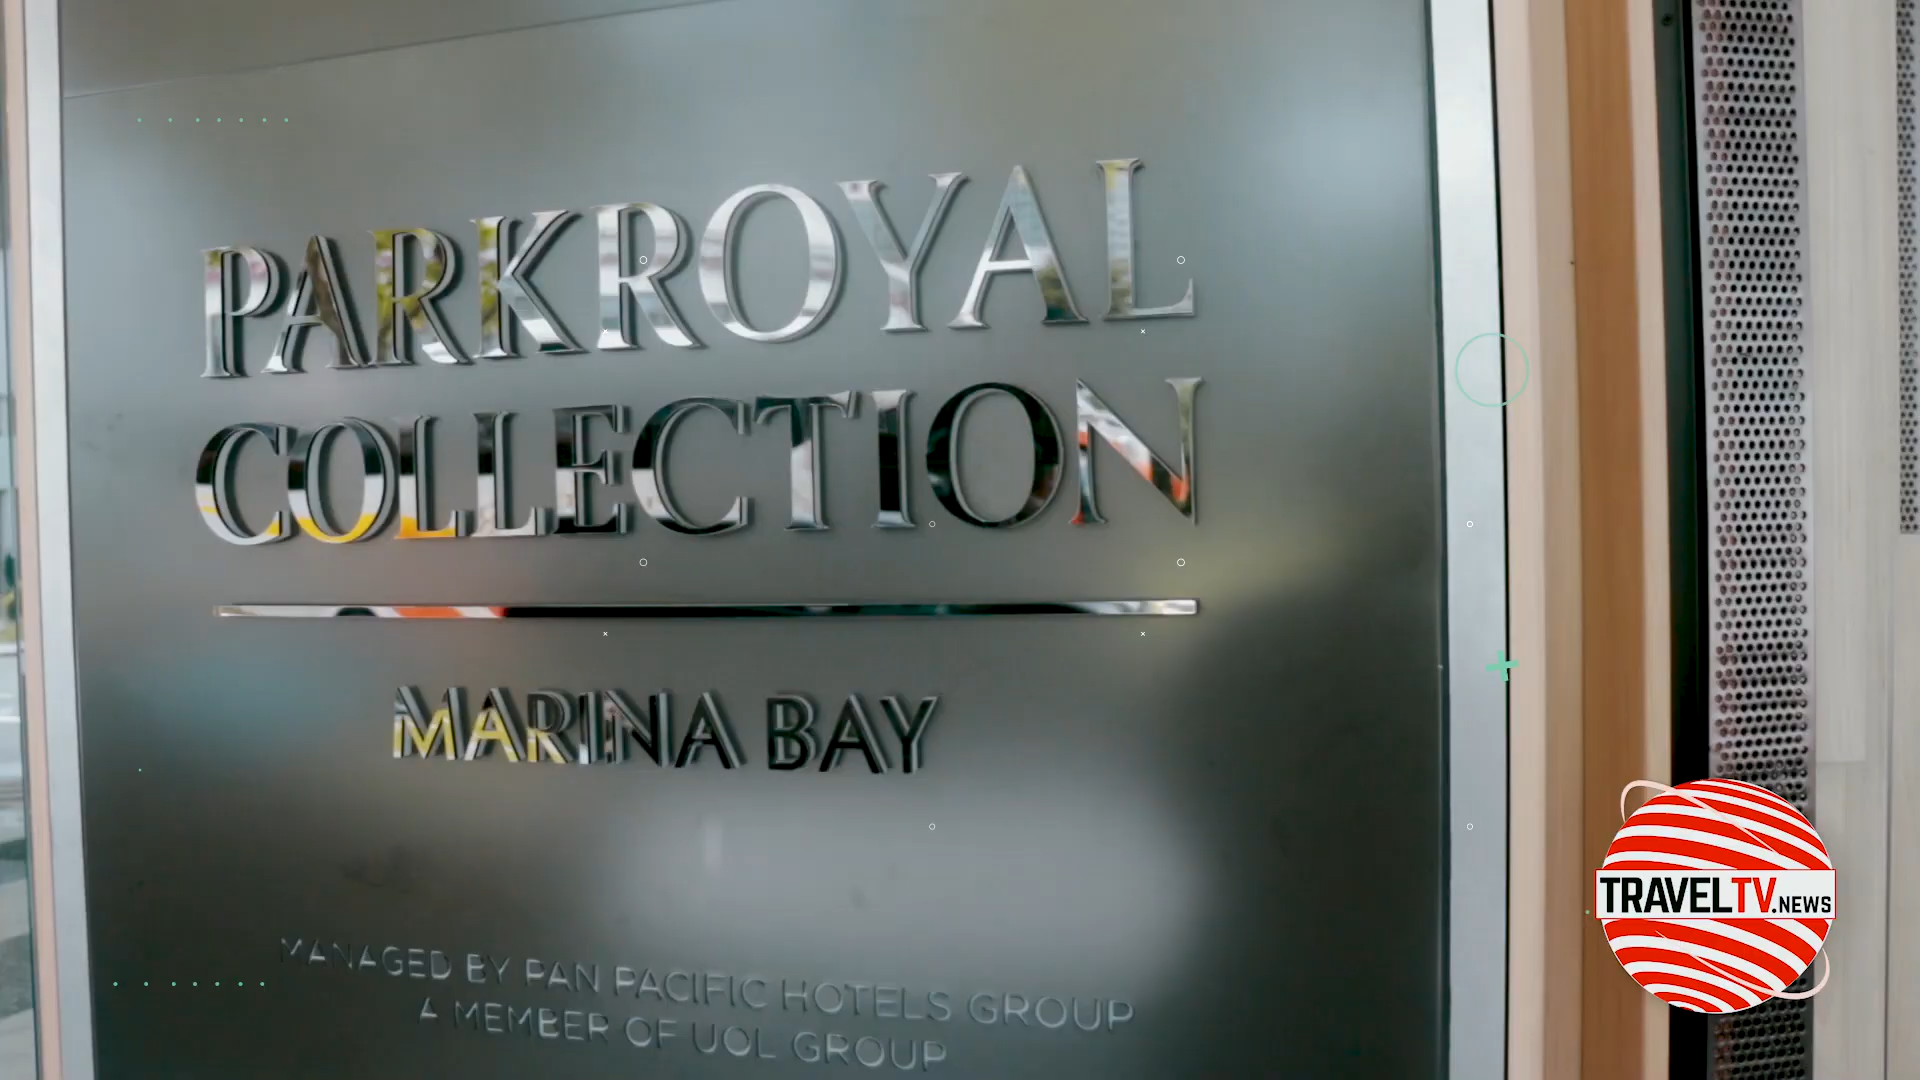 PARKROYAL
COLLECTION
MARINA BAY
MANAGED BY PAN PACIFIC HOTELS GROUP
A MEMBER OF UOL GROUP
TRAVELTV.NEWS